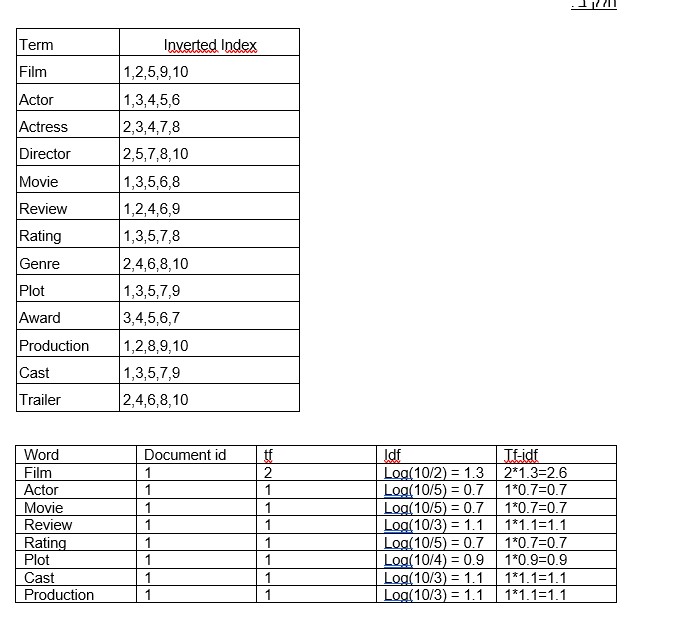 Term Inverted Index
Film 1,2,5,9,10
Actor 1,3,4,5,6
Actress 2,3,4,7,8
Director 2,5,7,8,10
Movie 1,3,5,6,8
Review 1,2,4,6,9
Rating 1,3,5,7,8
Genre 2,4,6,8,10
Plot 1,3,5,7,9
Award 3,4,5,6,7
Production 1,2,8,9,10
Cast 1,3,5,7,9
Trailer 2,4,6,8,10
Word Document id tf Idf Tf-idf
Film 1 2 Log(10/2) = 1.3 2*1.3=2.6
Actor 1 1 Log(10/5) = 0.7 1*0.7=0.7
Movie 1 1 Log(10/5) = 0.7 1*0.7=0.7
Review 1 1 Log(10/3) = 1.1 1*1.1=1.1
Rating 1 1 Log(10/5) = 0.7 1*0.7=0.7
Plot 1 1 Log(10/4) = 0.9 1*0.9=0.9
Cast 1 1 Log(10/3) = 1.1 1*1.1=1.1
Production 1 1 Log(10/3) = 1.1 1*1.1=1.1